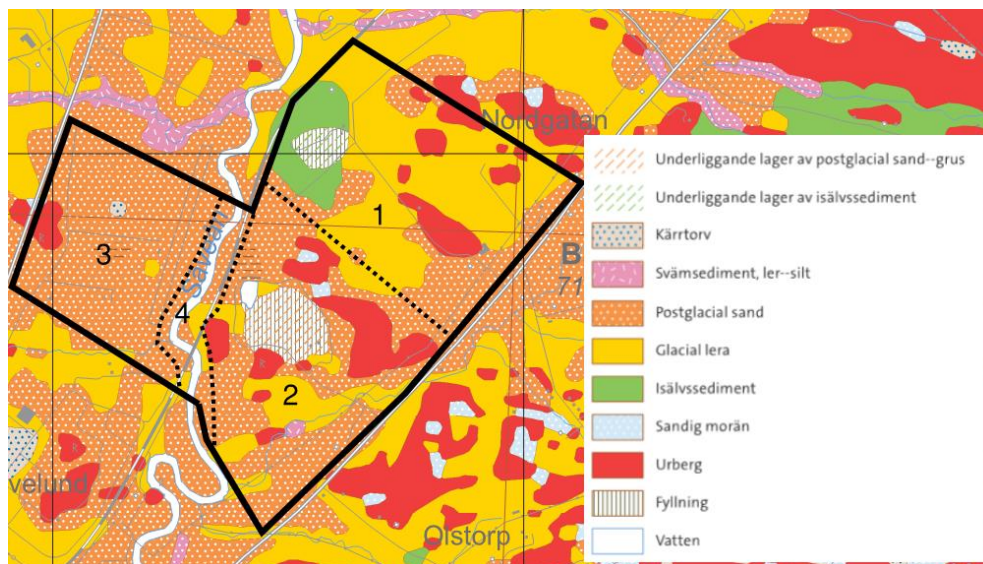 Nordgatan
1
B
71
3
Säveån
4
2
velund
Olstorp
Underliggande lager av postglacial sand--grus
Underliggande lager av isälvssediment
Kärrtorv
Svämsediment, ler--silt
Postglacial sand
Glacial lera
Isälvssediment
Sandig morän
Urberg
Fyllning
Vatten